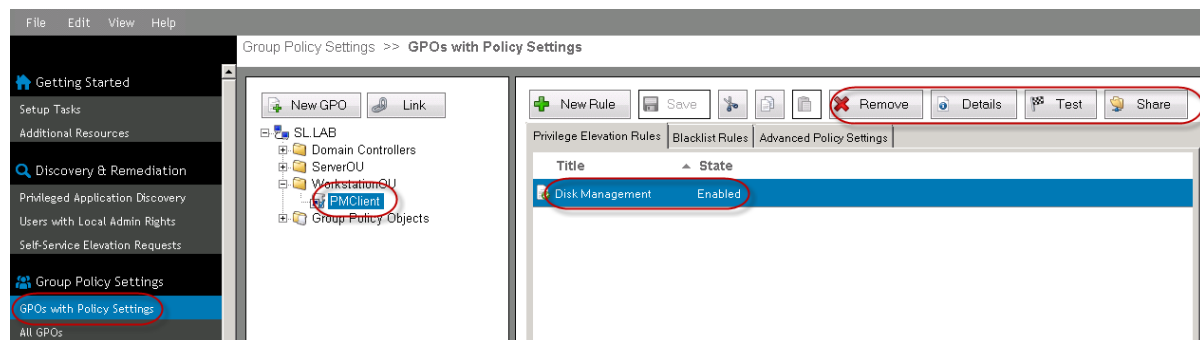 File Edit View Help
Group Policy Settings >> GPOs with Policy Settings
Getting Started
Setup Tasks
Additional Resources
Discovery & Remediation
Privileged Application Discovery
Users with Local Admin Rights
Self-Service Elevation Requests
Group Policy Settings
GPOs with Policy Settings
All GPOs
New GPO Link
SL.LAB
Domain Controllers
ServerOU
WorkstationOU
PMClient
Group Policy Objects
New Rule Save Remove Details Test Share
Privilege Elevation Rules Blacklist Rules Advanced Policy Settings
Title State
Disk Management Enabled